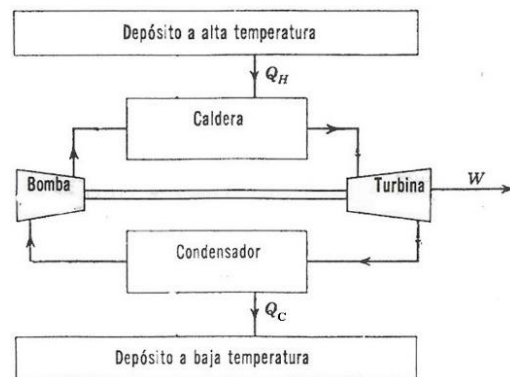 Depósito a alta temperatura
Q_H
Caldera
Bomba
Turbina
W
Condensador
Q_C
Depósito a baja temperatura